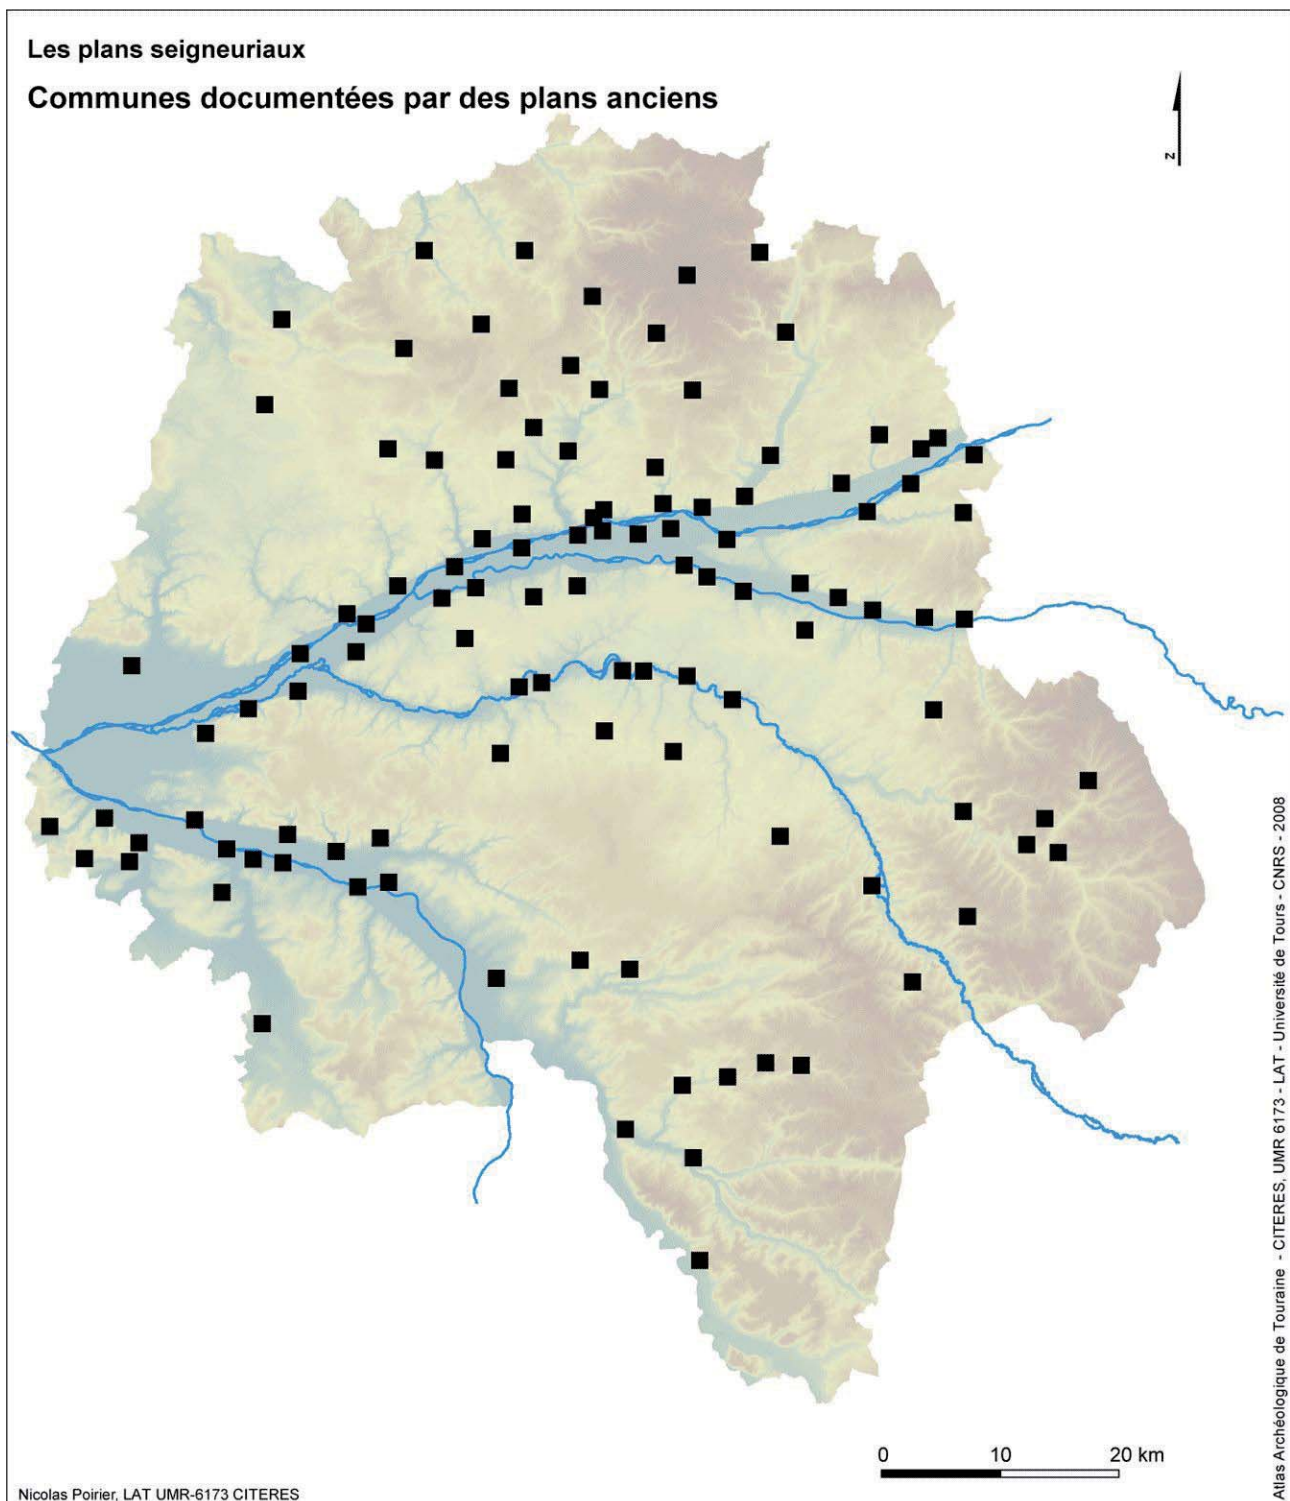 Les plans seigneuriaux
Communes documentées par des plans anciens
z
0 10 20 km
Nicolas Poirier, LAT UMR-6173 CITERES
Atlas Archéologique de Touraine - CITERES, UMR 6173 - LAT - Université de Tours - CNRS - 2008